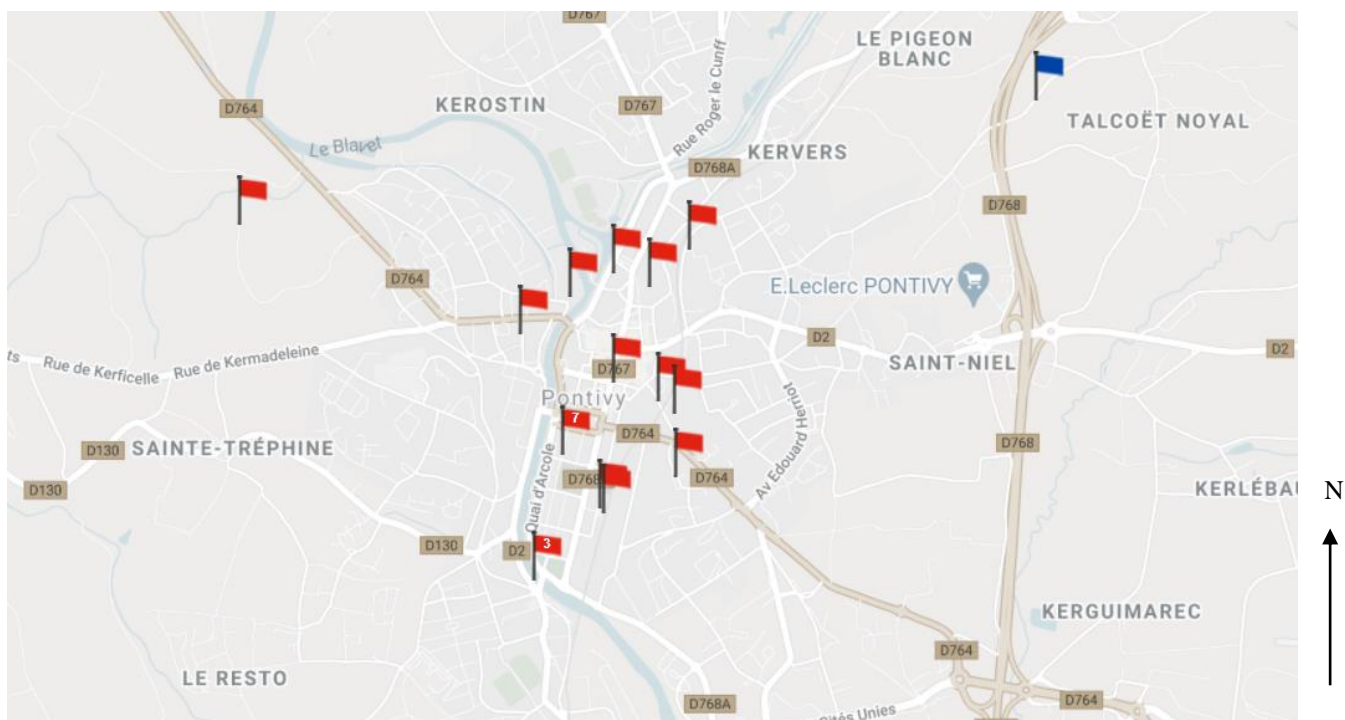 D767
LE PIGEON
BLANC
KEROSTIN
D764
D767
Rue Roger le Cunff
TALCOËT NOYAL
Le Blavet
KERVERS
D768A
D768
D764
E.Leclerc PONTIVY
D2
ts
Rue de Kerficelle
Rue de Kermadeleine
D767
SAINT-NIEL
D2
Pontivy
7
Av Edouard Herriot
D764
D768
D130
SAINTE-TRÉPHINE
D130
D768
D764
KERLÉBAU
N
Quai d'Arcole
D130
D2
3
KERGUIMAREC
D764
LE RESTO
D768A
D764
Cités Unies